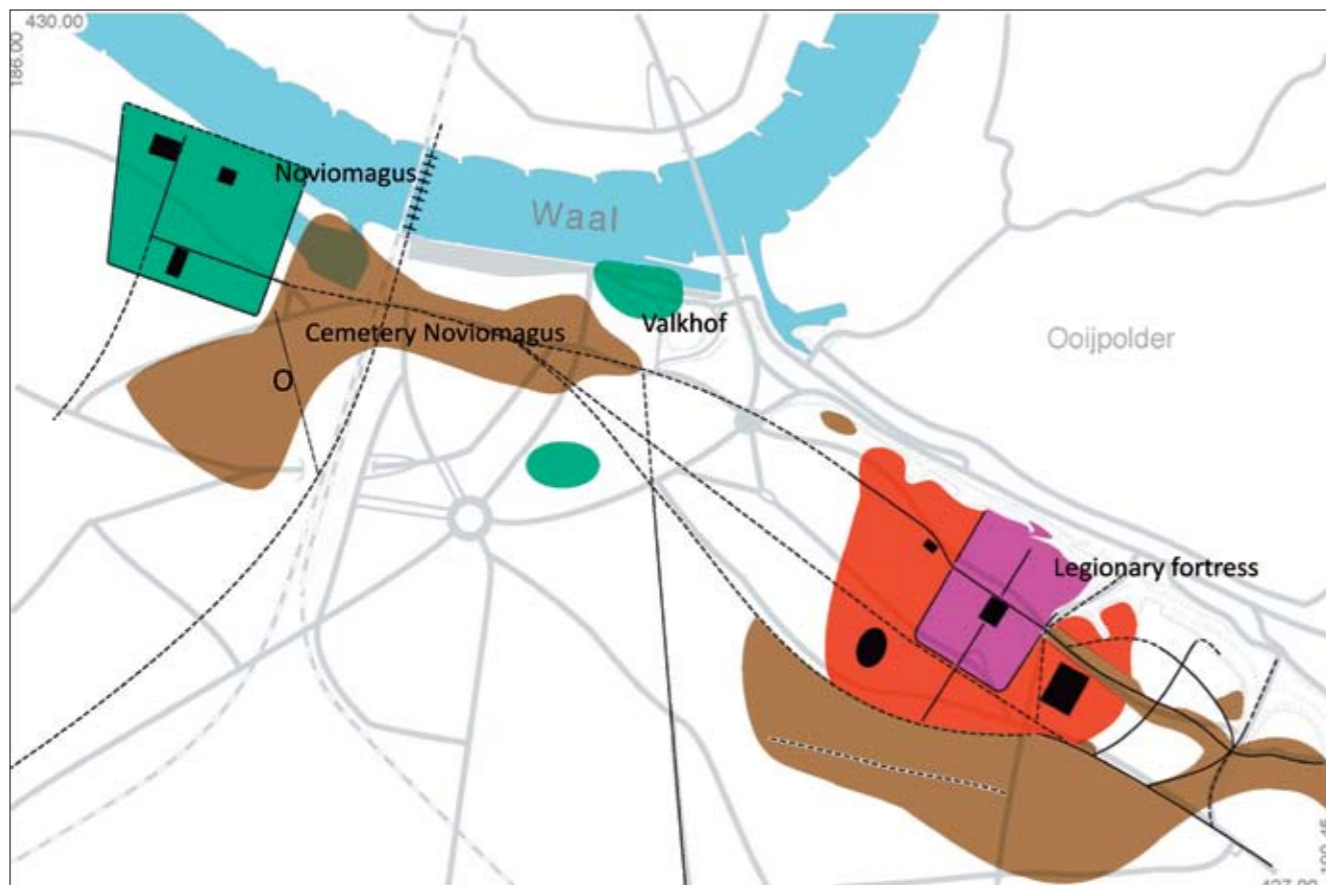 430.00
186.00
Noviomagus
Waal
Valkhof
Cemetery Noviomagus
Ooijpolder
O
Legionary fortress